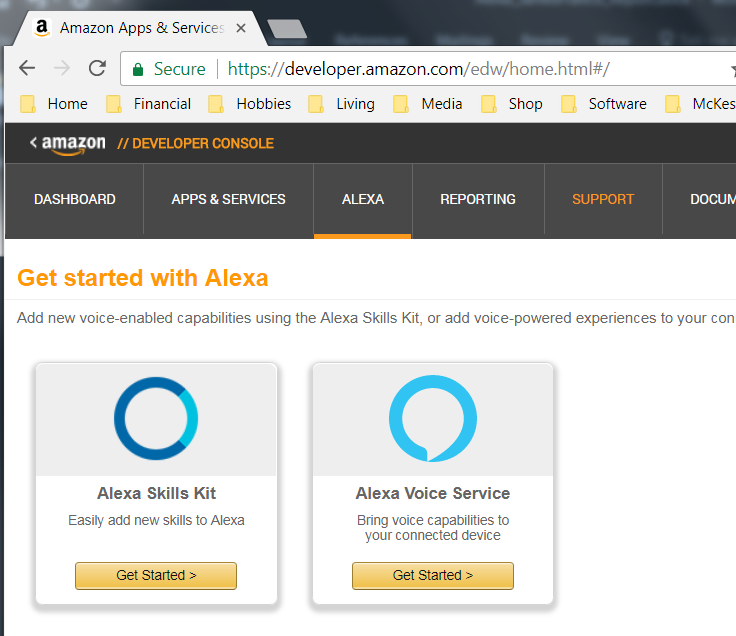 Amazon Apps & Services
Secure https://developer.amazon.com/edw/home.html#/
Home Financial Hobbies Living Media Shop Software McKes
< amazon // DEVELOPER CONSOLE
DASHBOARD APPS & SERVICES ALEXA REPORTING SUPPORT DOCUM
Get started with Alexa
Add new voice-enabled capabilities using the Alexa Skills Kit, or add voice-powered experiences to your con
Alexa Skills Kit
Easily add new skills to Alexa
Get Started >
Alexa Voice Service
Bring voice capabilities to
your connected device
Get Started >